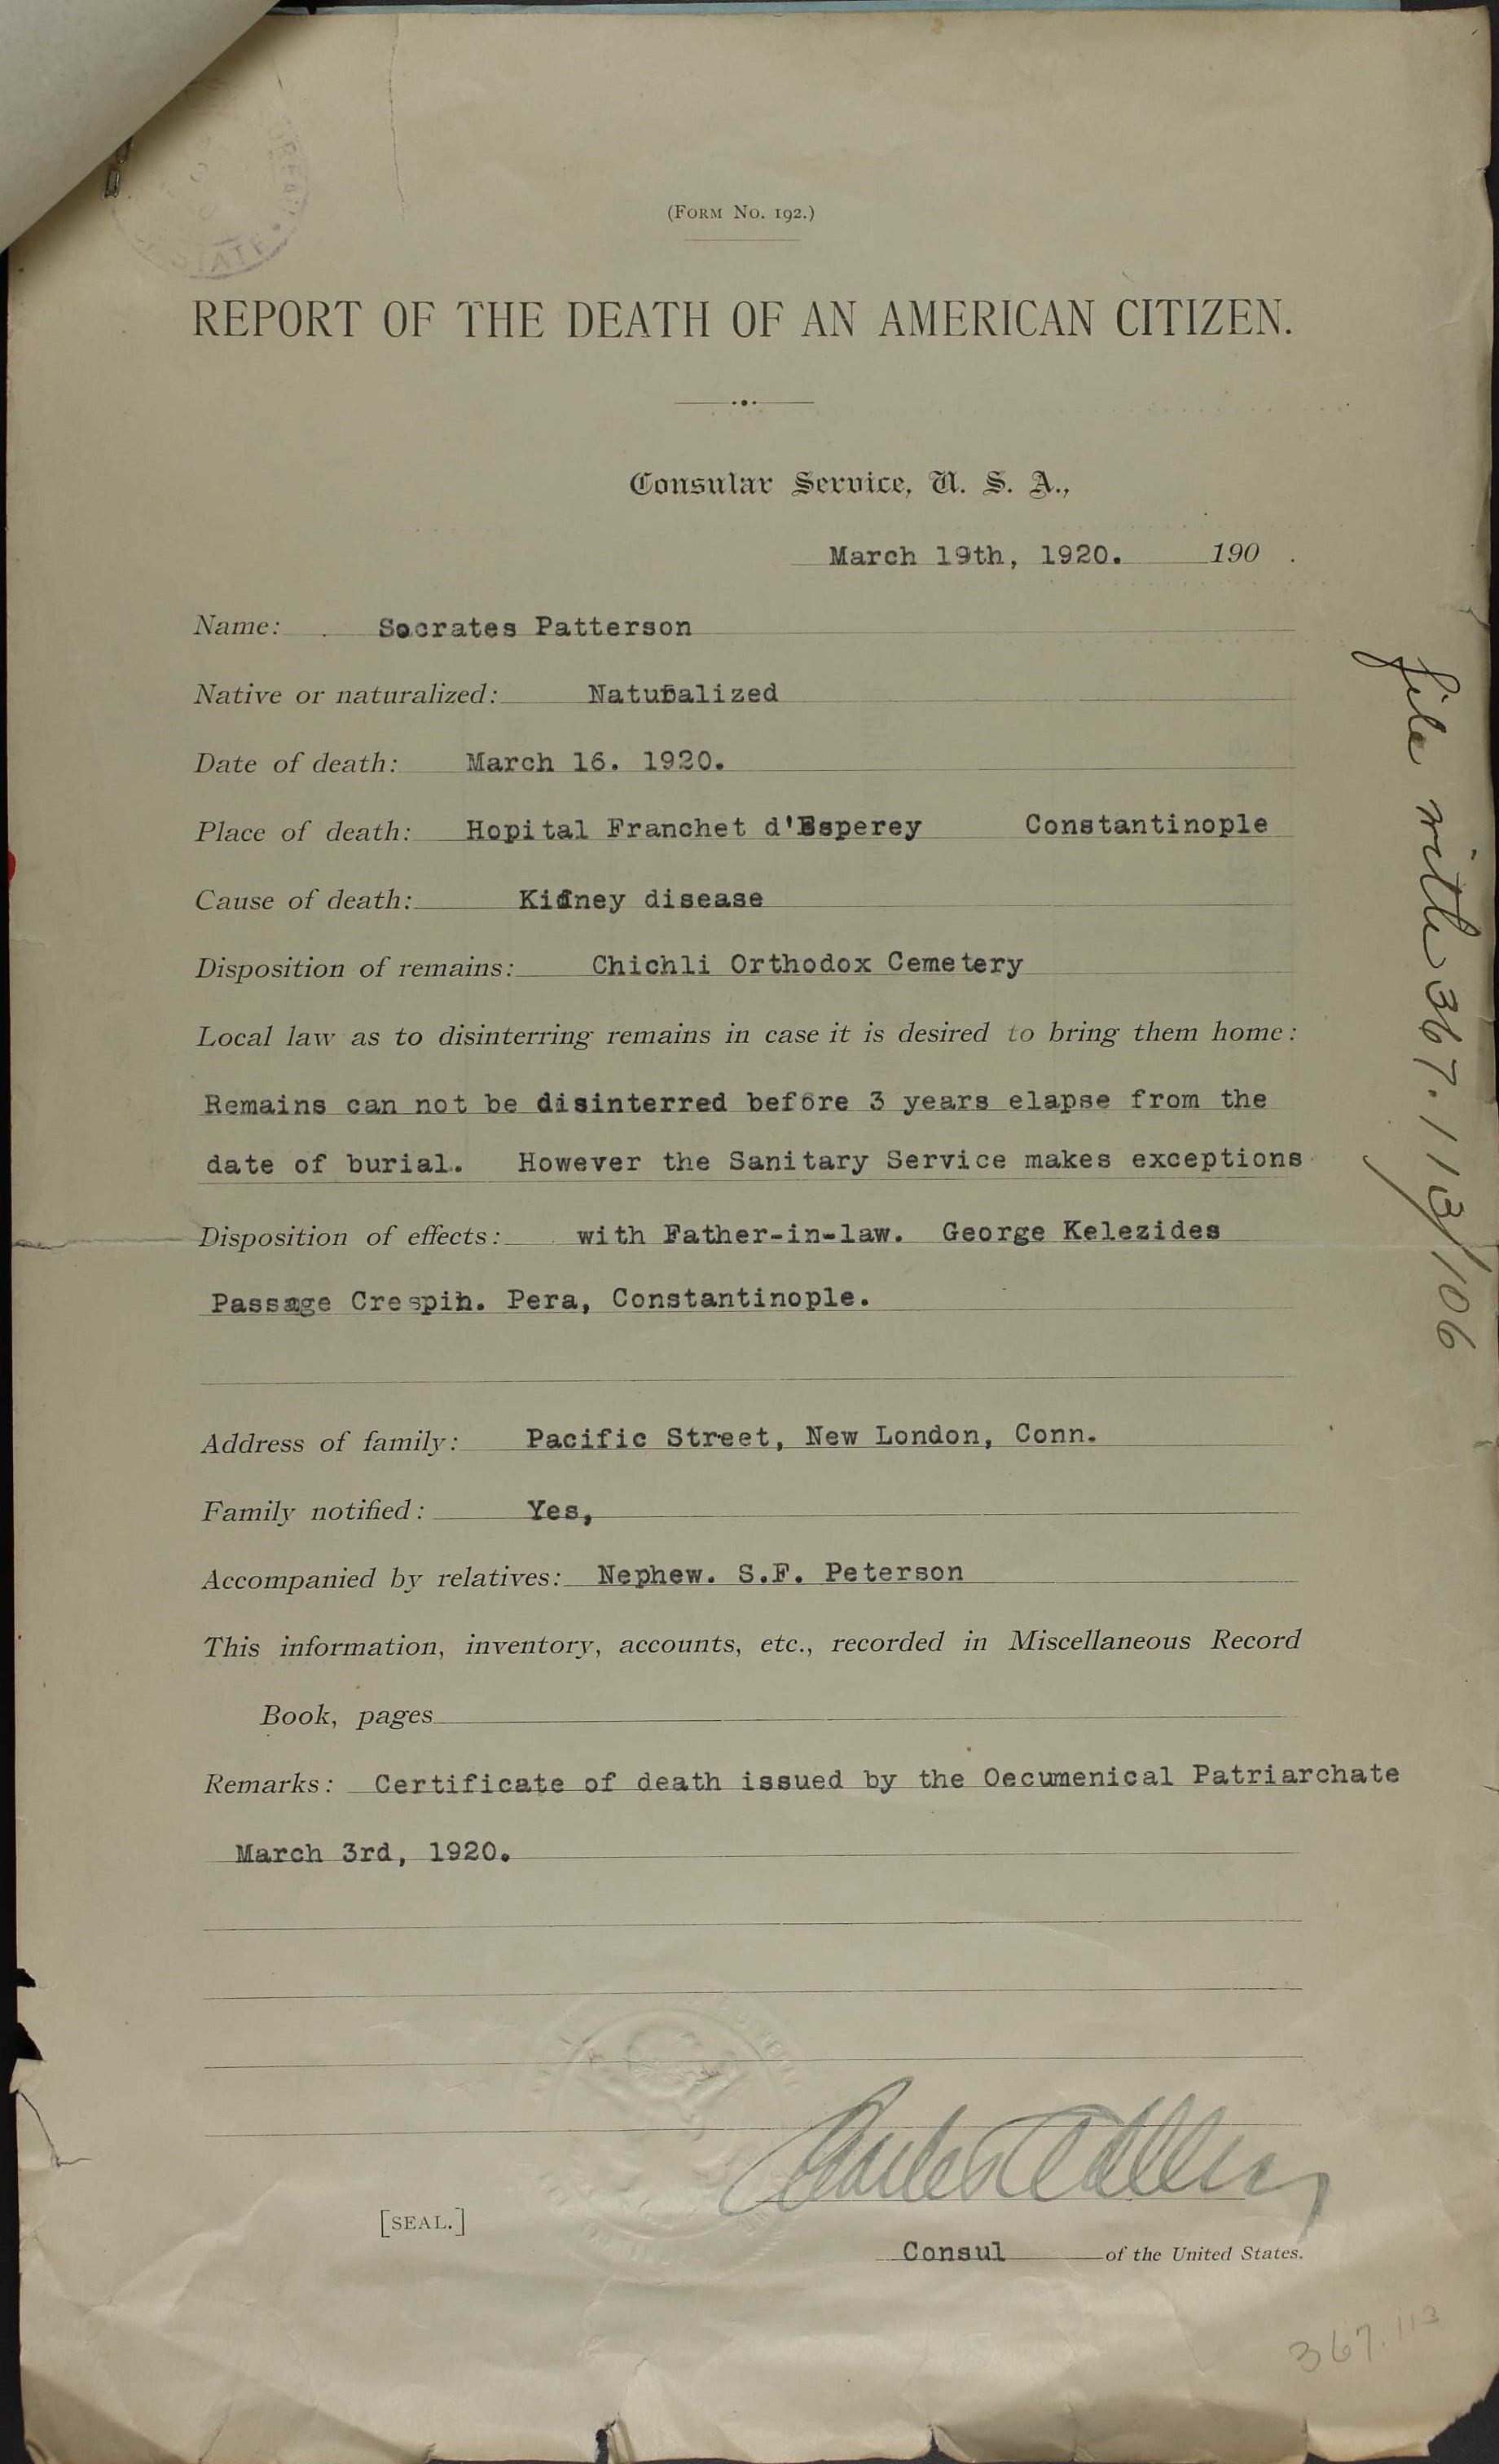 (FORM NO. 192.)
REPORT OF THE DEATH OF AN AMERICAN CITIZEN.
Consular Service, U. S. A.,
March 19th, 1920. 190 .
Name: Socrates Patterson
Native or naturalized: Naturalized
Date of death: March 16. 1920.
Place of death: Hopital Franchet d'Esperey Constantinople
Cause of death: Kidney disease
Disposition of remains: Chichli Orthodox Cemetery
Local law as to disinterring remains in case it is desired to bring them home:
Remains can not be disinterred before 3 years elapse from the
date of burial. However the Sanitary Service makes exceptions
Disposition of effects: with Father-in-law. George Kelezides
Passage Crespin. Pera, Constantinople.
Address of family: Pacific Street, New London, Conn.
Family notified: Yes,
Accompanied by relatives: Nephew. S.F. Peterson
This information, inventory, accounts, etc., recorded in Miscellaneous Record
Book, pages
Remarks: Certificate of death issued by the Oecumenical Patriarchate
March 3rd, 1920.
[SEAL.]
Consul of the United States.
file with 367.113/106
367.113